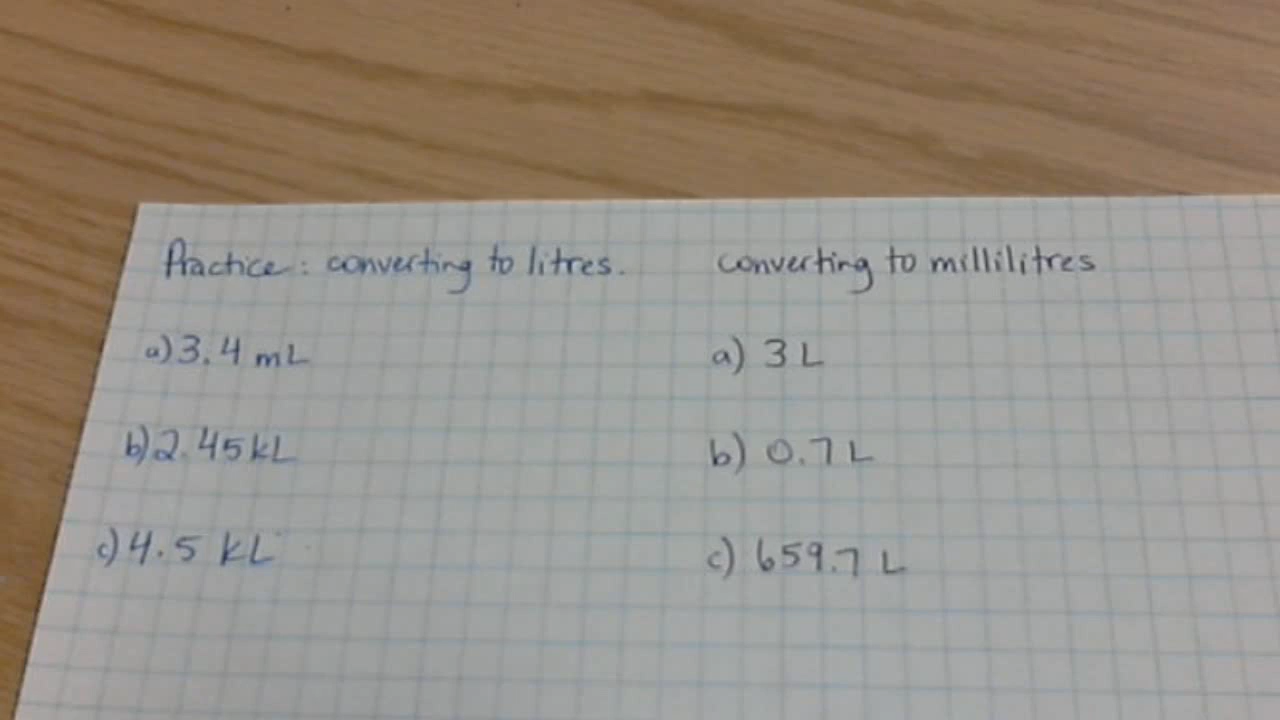 Practice: converting to litres.
a) 3.4 mL
b) 2.45 kL
c) 4.5 kL
converting to millilitres
a) 3 L
b) 0.7 L
c) 659.7 L